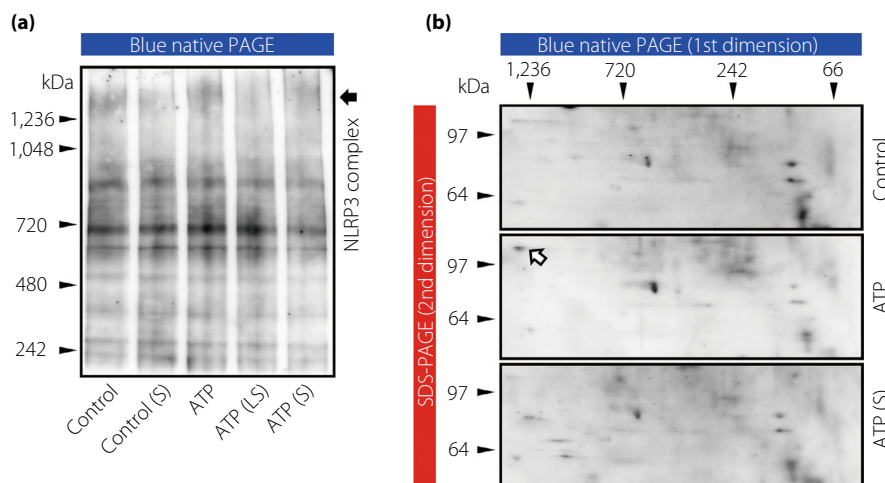 (a)
Blue native PAGE
kDa
1,236
1,048
720
480
242
NLRP3 complex
Control
Control (S)
ATP
ATP (LS)
ATP (S)
(b)
Blue native PAGE (1st dimension)
kDa
1,236 720 242 66
SDS-PAGE (2nd dimension)
97
64
Control
97
64
ATP
97
64
ATP (S)